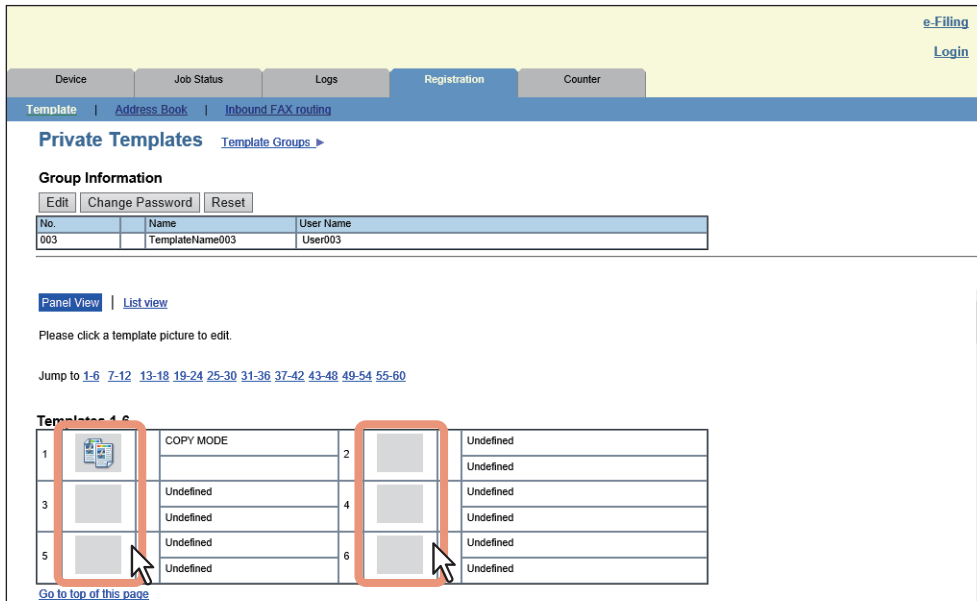 e-Filing
Login
Device Job Status Logs Registration Counter
Template | Address Book | Inbound FAX routing
Private Templates Template Groups
Group Information
Edit Change Password Reset
No. Name User Name
003 TemplateName003 User003
Panel View | List view
Please click a template picture to edit.
Jump to 1-6 7-12 13-18 19-24 25-30 31-36 37-42 43-48 49-54 55-60
Templates 1-6
1 COPY MODE 2 Undefined
Undefined
3 Undefined 4 Undefined
Undefined Undefined
5 Undefined 6 Undefined
Undefined Undefined
Go to top of this page